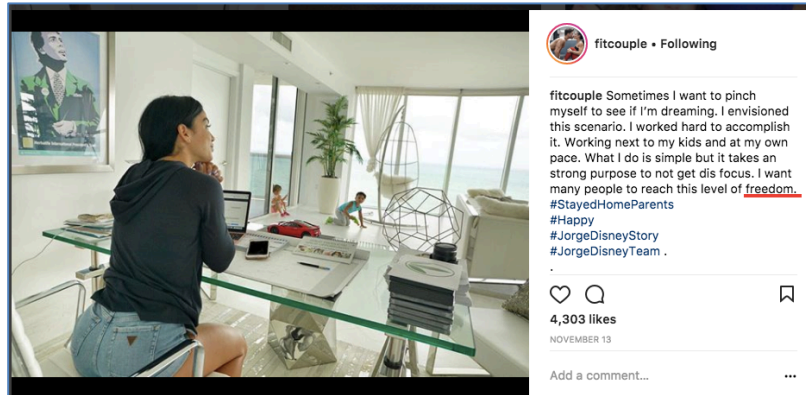 fitcouple • Following
fitcouple Sometimes I want to pinch
myself to see if I'm dreaming. I envisioned
this scenario. I worked hard to accomplish
it. Working next to my kids and at my own
pace. What I do is simple but it takes an
strong purpose to not get dis focus. I want
many people to reach this level of freedom.
#StayedHomeParents
#Happy
#JorgeDisneyStory
#JorgeDisneyTeam .
.
4,303 likes
NOVEMBER 13
Add a comment...